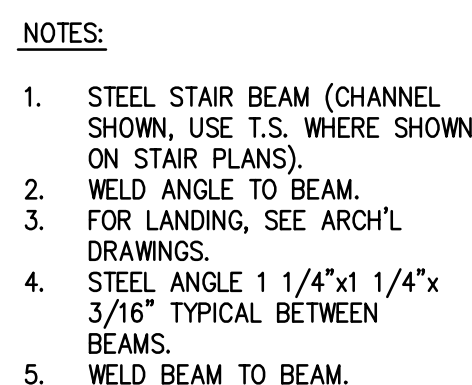 NOTES:
1. STEEL STAIR BEAM (CHANNEL
SHOWN, USE T.S. WHERE SHOWN
ON STAIR PLANS).
2. WELD ANGLE TO BEAM.
3. FOR LANDING, SEE ARCH'L
DRAWINGS.
4. STEEL ANGLE 1 1/4"x1 1/4"x
3/16" TYPICAL BETWEEN
BEAMS.
5. WELD BEAM TO BEAM.